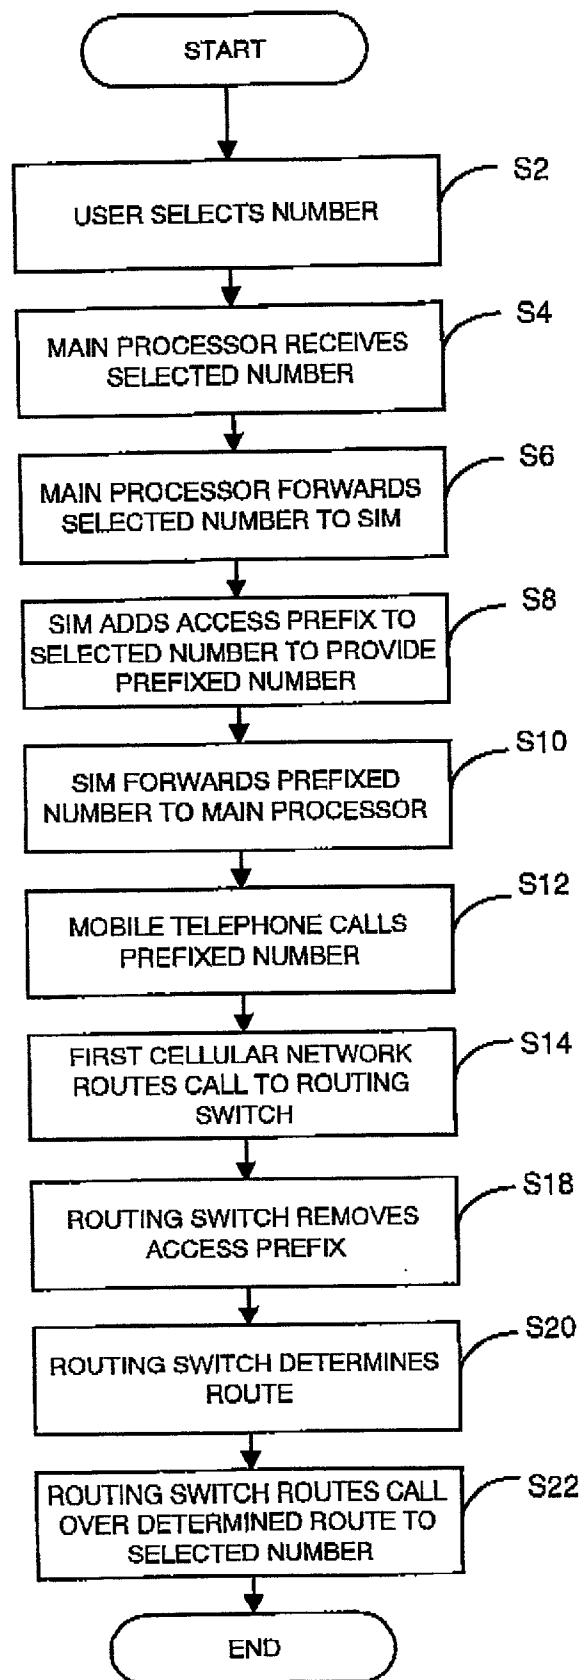 START
S2
USER SELECTS NUMBER
S4
MAIN PROCESSOR RECEIVES
SELECTED NUMBER
S6
MAIN PROCESSOR FORWARDS
SELECTED NUMBER TO SIM
S8
SIM ADDS ACCESS PREFIX TO
SELECTED NUMBER TO PROVIDE
PREFIXED NUMBER
S10
SIM FORWARDS PREFIXED
NUMBER TO MAIN PROCESSOR
S12
MOBILE TELEPHONE CALLS
PREFIXED NUMBER
S14
FIRST CELLULAR NETWORK
ROUTES CALL TO ROUTING
SWITCH
S18
ROUTING SWITCH REMOVES
ACCESS PREFIX
S20
ROUTING SWITCH DETERMINES
ROUTE
S22
ROUTING SWITCH ROUTES CALL
OVER DETERMINED ROUTE TO
SELECTED NUMBER
END